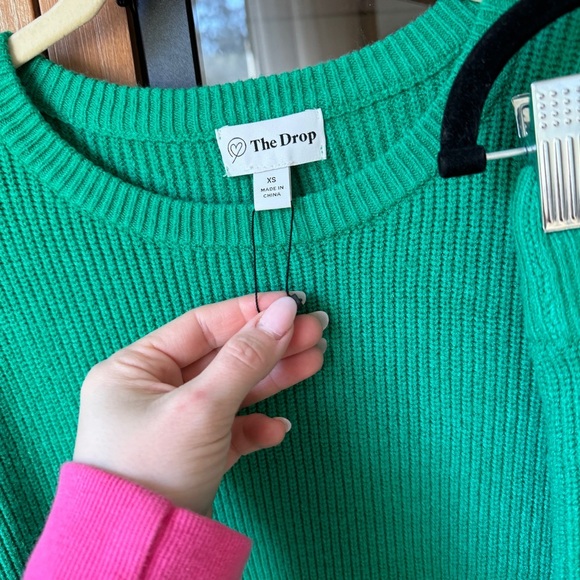 The Drop
XS
MADE IN
CHINA